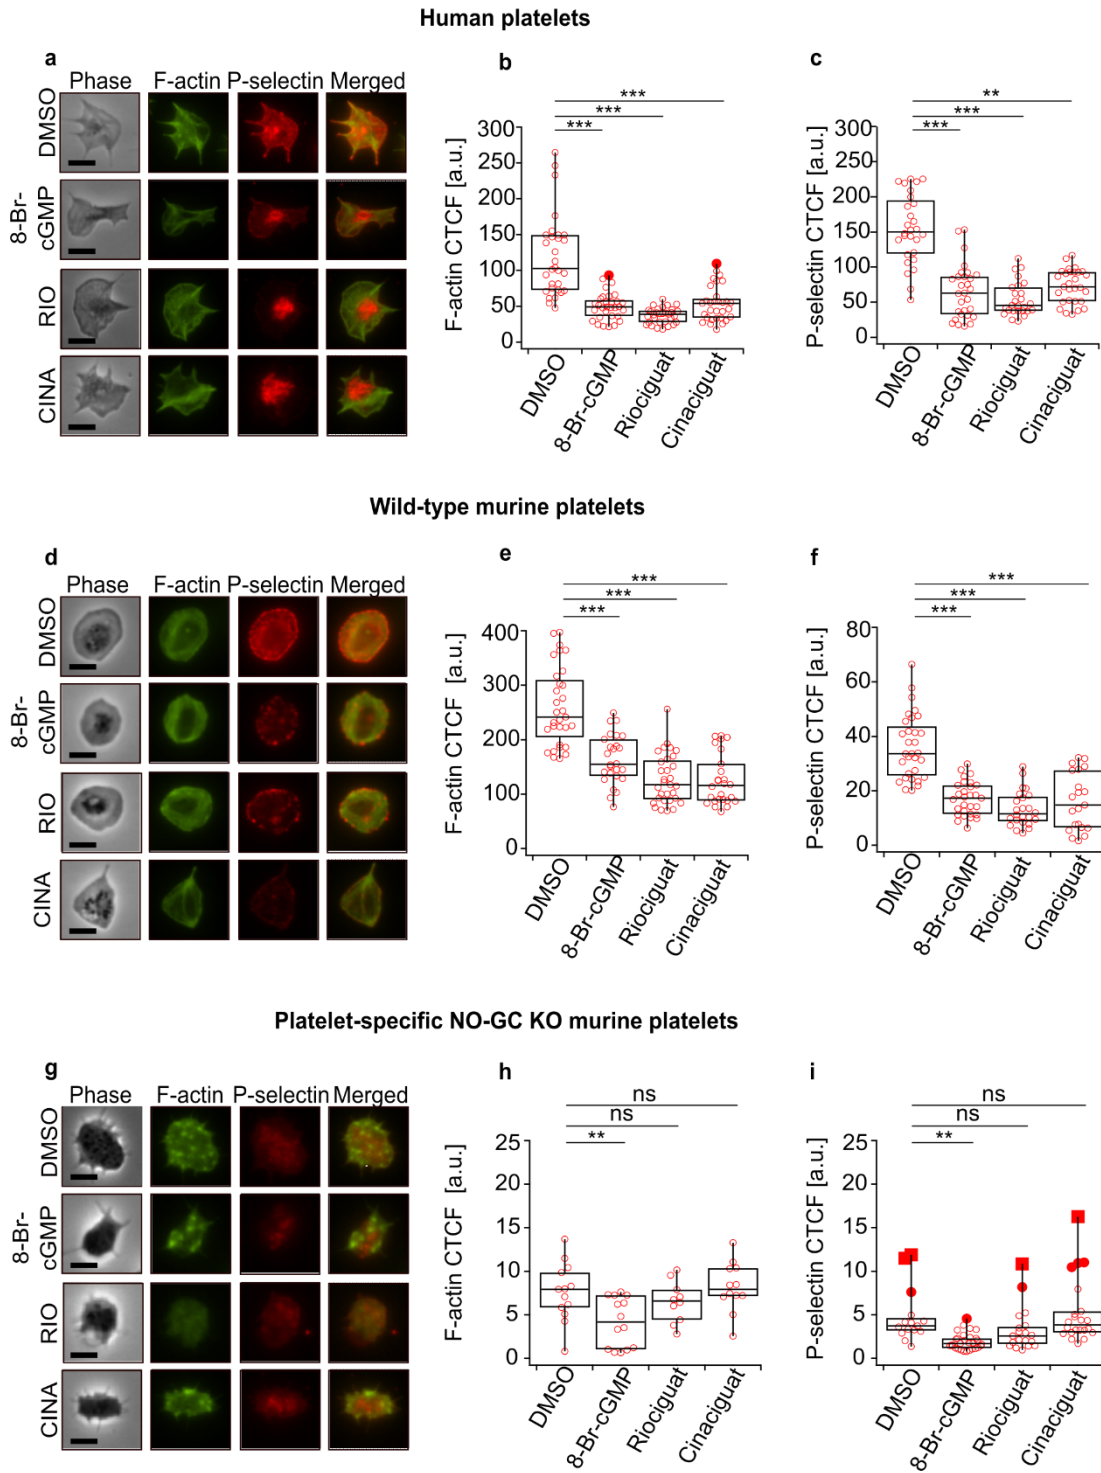 Human platelets
a
Phase F-actin P-selectin Merged
DMSO
8-Br-
cGMP
RIO
CINA
b
***
***
***
F-actin CTCF [a.u.]
300
250
200
150
100
50
0
DMSO
8-Br-cGMP
Riociguat
Cinaciguat
c
**
***
***
P-selectin CTCF [a.u.]
300
250
200
150
100
50
0
DMSO
8-Br-cGMP
Riociguat
Cinaciguat
Wild-type murine platelets
d
Phase F-actin P-selectin Merged
DMSO
8-Br-
cGMP
RIO
CINA
e
***
***
***
F-actin CTCF [a.u.]
400
300
200
100
0
DMSO
8-Br-cGMP
Riociguat
Cinaciguat
f
***
***
***
P-selectin CTCF [a.u.]
80
60
40
20
0
DMSO
8-Br-cGMP
Riociguat
Cinaciguat
Platelet-specific NO-GC KO murine platelets
g
Phase F-actin P-selectin Merged
DMSO
8-Br-
cGMP
RIO
CINA
h
ns
ns
**
F-actin CTCF [a.u.]
25
20
15
10
5
0
DMSO
8-Br-cGMP
Riociguat
Cinaciguat
i
ns
ns
**
P-selectin CTCF [a.u.]
25
20
15
10
5
0
DMSO
8-Br-cGMP
Riociguat
Cinaciguat